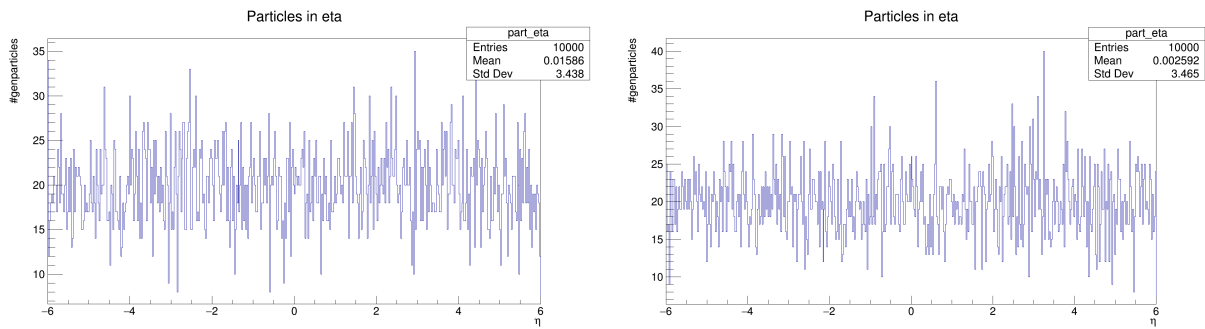 Particles in eta
part_eta
Entries 10000
Mean 0.01586
Std Dev 3.438
#genparticles
35
30
25
20
15
10
−6 −4 −2 0 2 4 6
η
Particles in eta
part_eta
Entries 10000
Mean 0.002592
Std Dev 3.465
#genparticles
40
35
30
25
20
15
10
−6 −4 −2 0 2 4 6
η